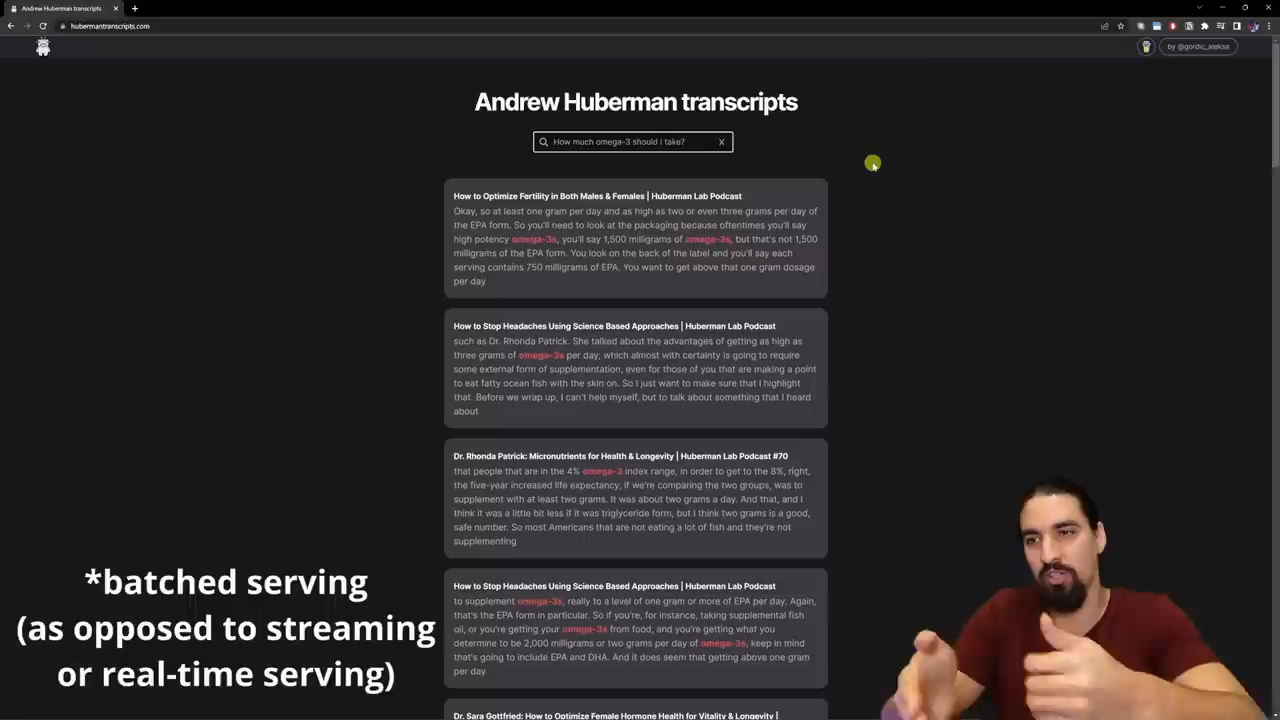 Andrew Huberman transcripts
hubermantranscripts.com
by @gordic_aleksa
Andrew Huberman transcripts
How much omega-3 should I take?
X
How to Optimize Fertility in Both Males & Females | Huberman Lab Podcast
Okay, so at least one gram per day and as high as two or even three grams per day of
the EPA form. So you'll need to look at the packaging because oftentimes you'll say
high potency omega-3s, you'll say 1,500 milligrams of omega-3s, but that's not 1,500
milligrams of the EPA form. You look on the back of the label and you'll say each
serving contains 750 milligrams of EPA. You want to get above that one gram dosage
per day
How to Stop Headaches Using Science Based Approaches | Huberman Lab Podcast
such as Dr. Rhonda Patrick. She talked about the advantages of getting as high as
three grams of omega-3s per day, which almost with certainty is going to require
some external form of supplementation, even for those of you that are making a point
to eat fatty ocean fish with the skin on. So I just want to make sure that I highlight
that. Before we wrap up, I can't help myself, but to talk about something that I heard
about
Dr. Rhonda Patrick: Micronutrients for Health & Longevity | Huberman Lab Podcast #70
that people that are in the 4% omega-3 index range, in order to get to the 8%, right,
the five-year increased life expectancy, if we're comparing the two groups, was to
supplement with at least two grams. It was about two grams a day. And that, and I
think it was a little bit less if it was triglyceride form, but I think two grams is a good,
safe number. So most Americans that are not eating a lot of fish and they're not
supplementing
How to Stop Headaches Using Science Based Approaches | Huberman Lab Podcast
to supplement omega-3s, really to a level of one gram or more of EPA per day. Again,
that's the EPA form in particular. So if you're, for instance, taking supplemental fish
oil, or you're getting your omega-3s from food, and you're getting what you
determine to be 2,000 milligrams or two grams per day of omega-3s, keep in mind
that's going to include EPA and DHA. And it does seem that getting above one gram
per day
Dr. Sara Gottfried: How to Optimize Female Hormone Health for Vitality & Longevity |
*batched serving
(as opposed to streaming
or real-time serving)